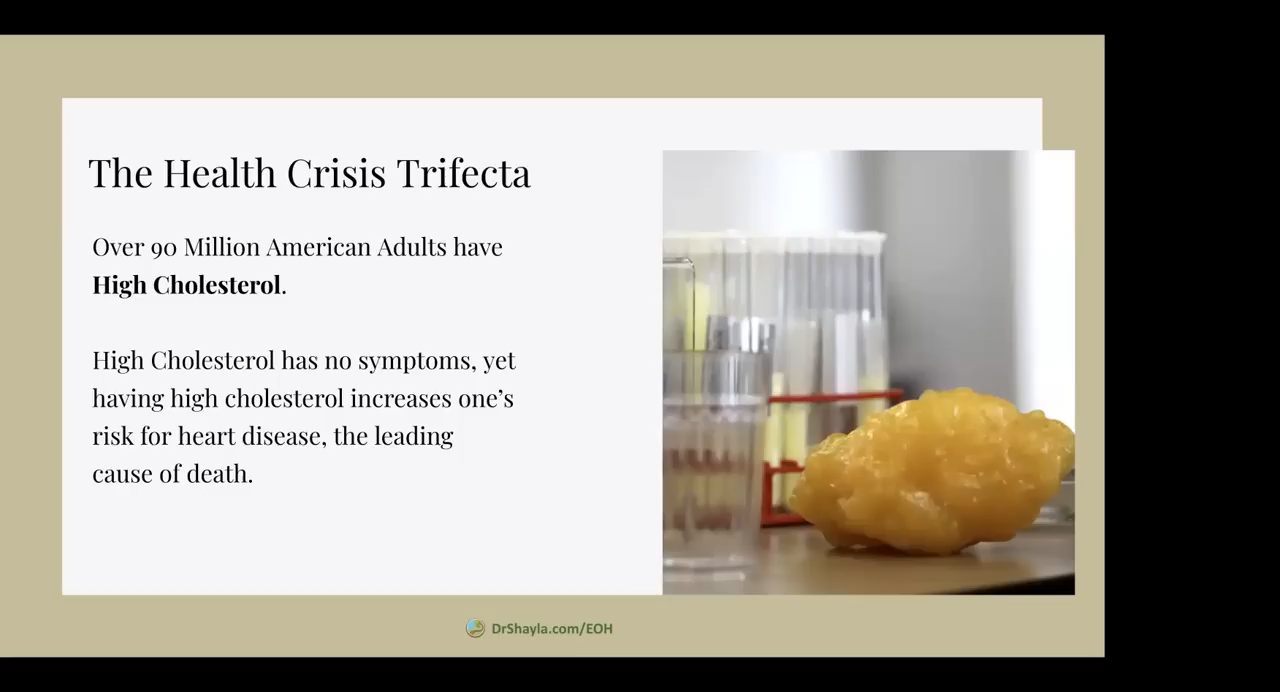 The Health Crisis Trifecta
Over 90 Million American Adults have
High Cholesterol.
High Cholesterol has no symptoms, yet
having high cholesterol increases one’s
risk for heart disease, the leading
cause of death.
DrShayla.com/EOH